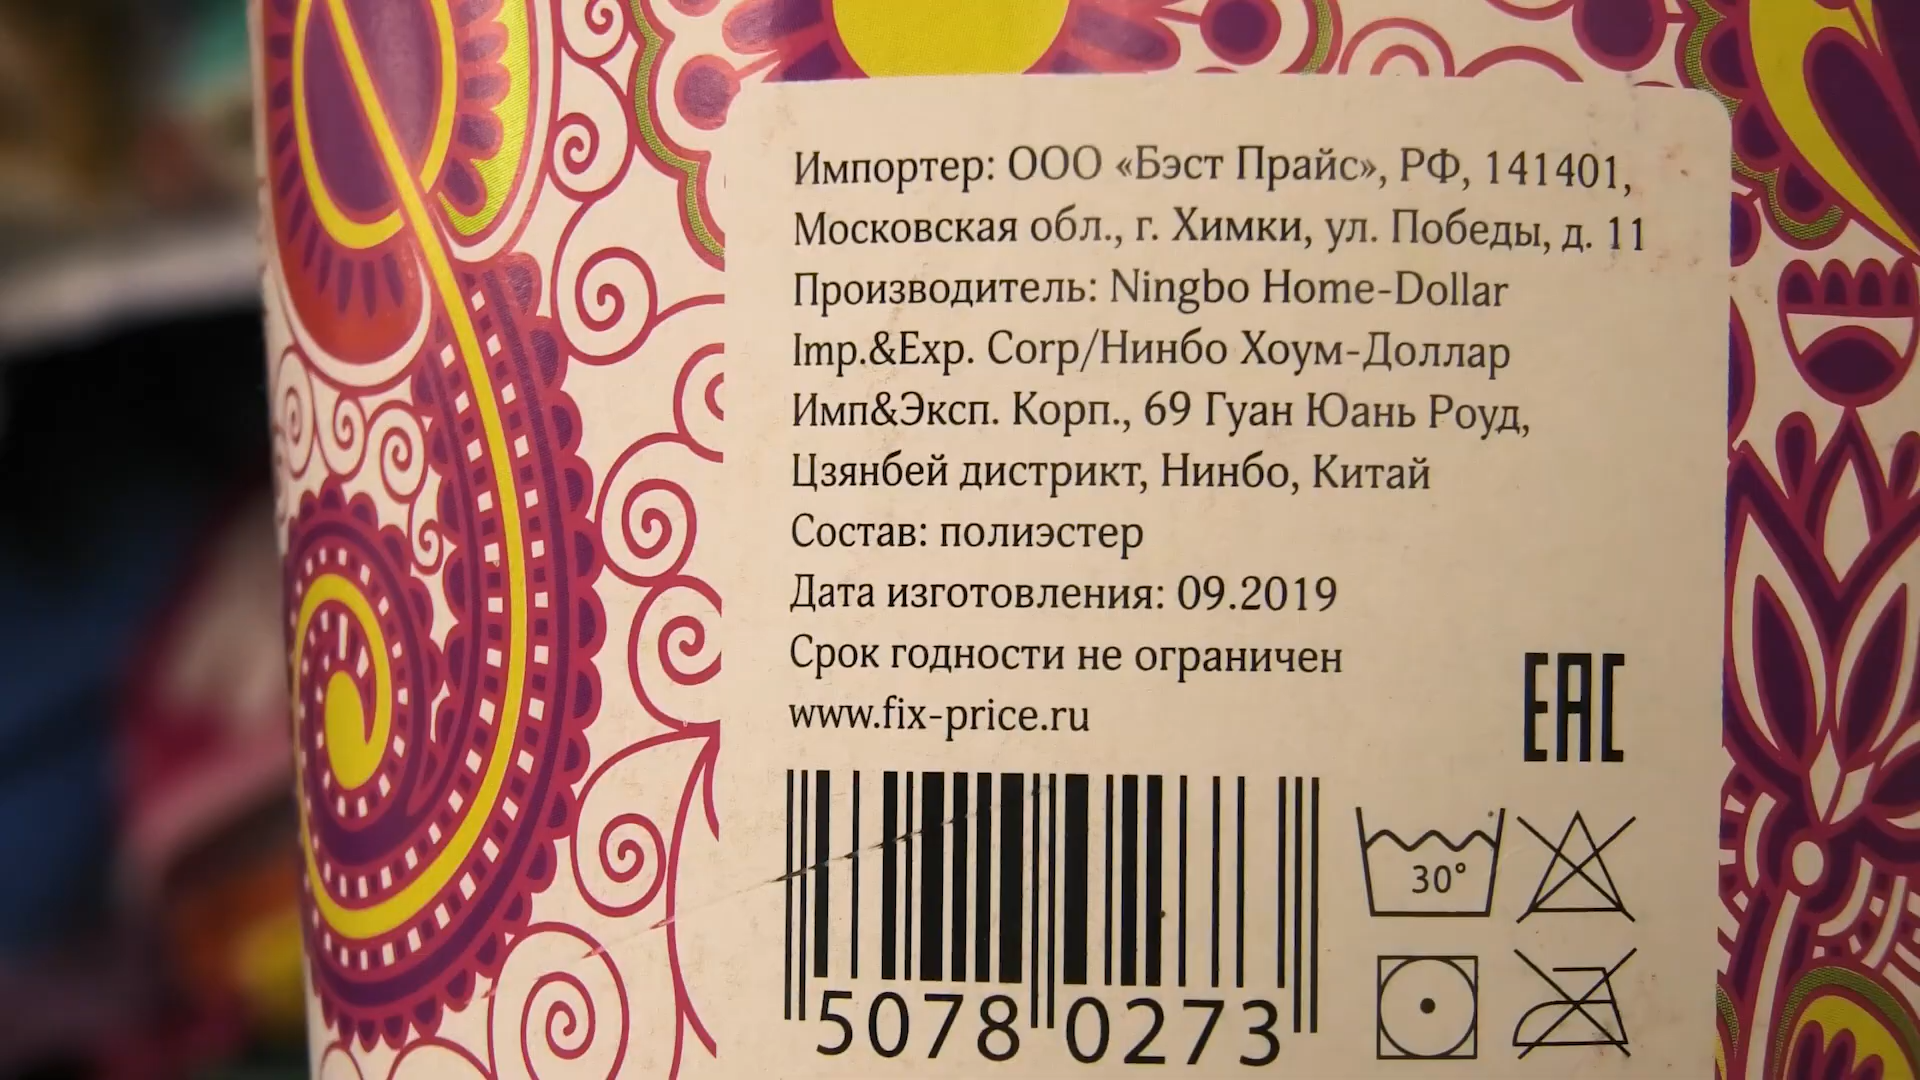 Импортер: ООО «Бэст Прайс», РФ, 141401,
Московская обл., г. Химки, ул. Победы, д. 11
Производитель: Ningbo Home-Dollar
Imp.&Exp. Corp/Нинбо Хоум-Доллар
Имп&Эксп. Корп., 69 Гуан Юань Роуд,
Цзянбей дистрикт, Нинбо, Китай
Состав: полиэстер
Дата изготовления: 09.2019
Срок годности не ограничен
www.fix-price.ru
EAC
30°
5078 0273